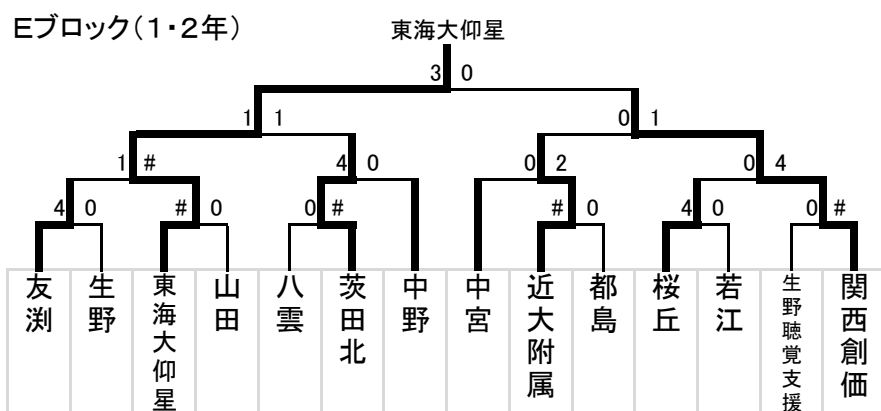 Eブロック(1・2年)
東海大仰星
3 0
1 1 0 1
1 # 4 0 0 2 0 4
4 0 # 0 0 # # 0 4 0 0 #
友渕
生野
東海大仰星
山田
八雲
茨田北
中野
中宮
近大附属
都島
桜丘
若江
生野聴覚支援
関西創価